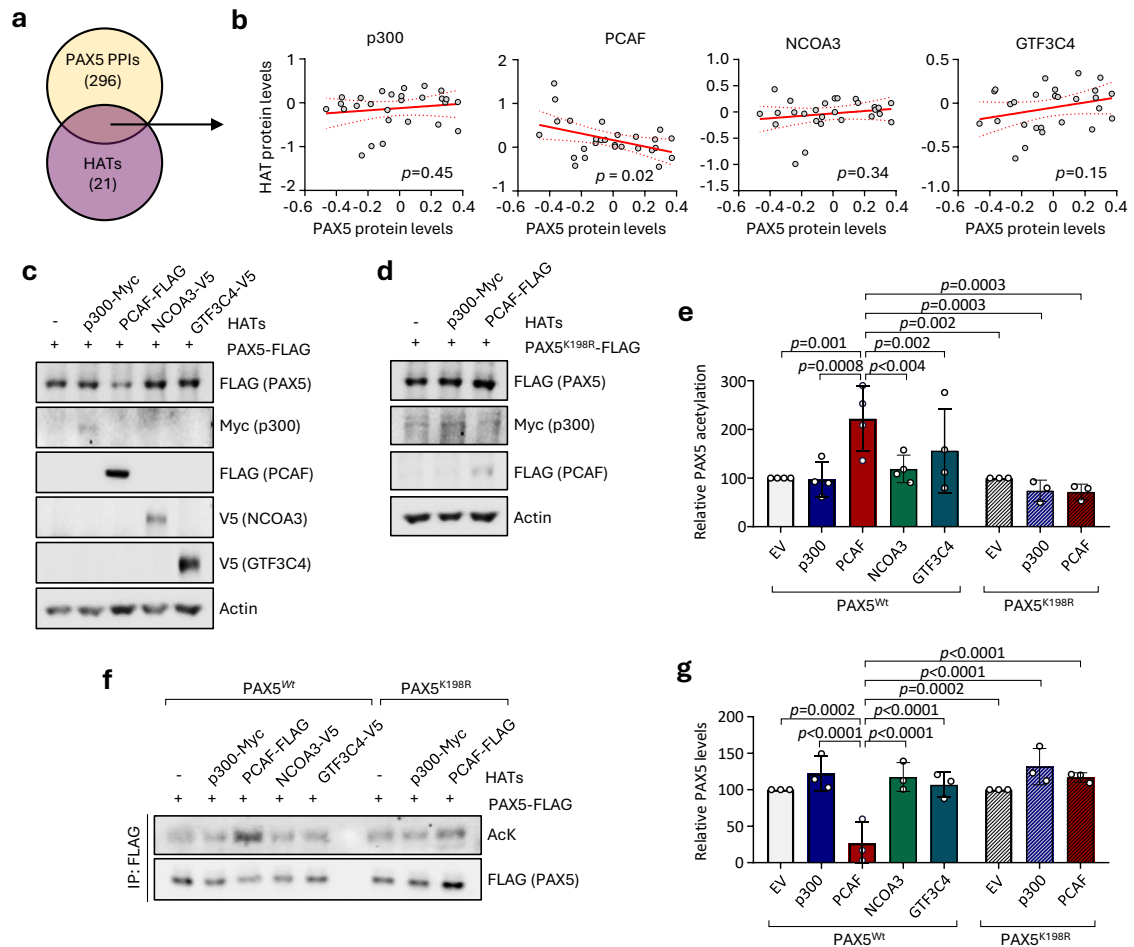 a
PAX5 PPIs
(296)
HATs
(21)
b
p300
PCAF
NCOA3
GTF3C4
HAT protein levels
1
0
-1
-2
p=0.45
-0.6 -0.4 -0.2 0 0.2 0.4
PAX5 protein levels
2
1
0
1
p = 0.02
-0.6 -0.4 -0.2 0 0.2 0.4
PAX5 protein levels
1.0
0.5
0
-0.5
-1.0
-1.5
p=0.34
-0.6 -0.4 -0.2 0 0.2 0.4
PAX5 protein levels
0.5
0
-0.5
-1.0
p=0.15
-0.6 -0.4 -0.2 0 0.2 0.4
PAX5 protein levels
c
- p300-Myc PCAF-FLAG NCOA3-V5 GTF3C4-V5 HATs
+ + + + + PAX5-FLAG
FLAG (PAX5)
Myc (p300)
FLAG (PCAF)
V5 (NCOA3)
V5 (GTF3C4)
Actin
d
- p300-Myc PCAF-FLAG HATs
+ + + PAX5K198R-FLAG
FLAG (PAX5)
Myc (p300)
FLAG (PCAF)
Actin
e
p=0.0003
p=0.0003
p=0.002
p=0.001 p=0.002
p=0.0008 p<0.004
Relative PAX5 acetylation
300
200
100
0
EV p300 PCAF NCOA3 GTF3C4 EV p300 PCAF
PAX5Wt PAX5K198R
f
PAX5Wt PAX5K198R
- p300-Myc PCAF-FLAG NCOA3-V5 GTF3C4-V5 - p300-Myc PCAF-FLAG HATs
+ + + + + + + + PAX5-FLAG
IP: FLAG
AcK
FLAG (PAX5)
g
p<0.0001
p<0.0001
p=0.0002
p=0.0002 p<0.0001
p<0.0001 p<0.0001
Relative PAX5 levels
200
150
100
50
0
EV p300 PCAF NCOA3 GTF3C4 EV p300 PCAF
PAX5Wt PAX5K198R